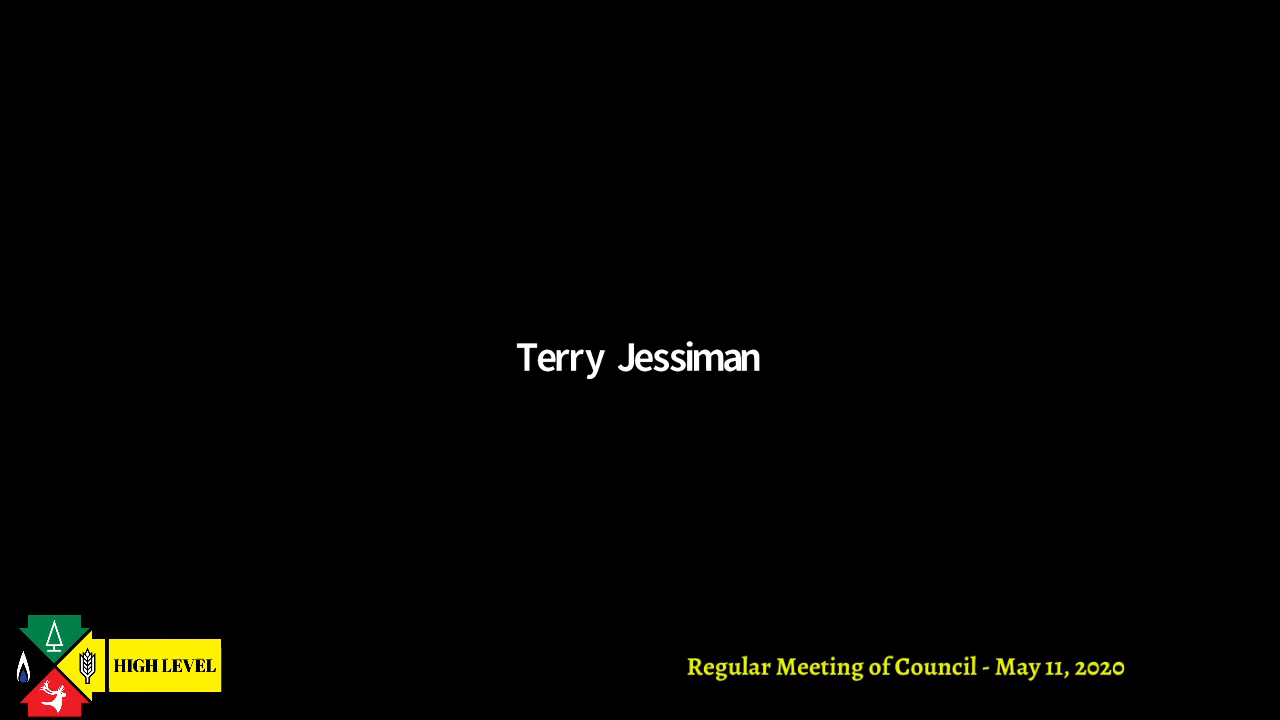 Terry Jessiman
HIGH LEVEL
Regular Meeting of Council - May 11, 2020